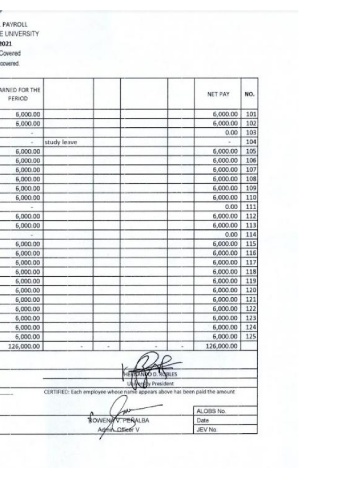 PAYROLL
E UNIVERSITY
2021
Covered
covered
ARNED FOR THE PERIOD NET PAY NO.
6,000.00 6,000.00 101
6,000.00 6,000.00 102
- 0.00 103
- study leave - 104
6,000.00 6,000.00 105
6,000.00 6,000.00 106
6,000.00 6,000.00 107
6,000.00 6,000.00 108
6,000.00 6,000.00 109
6,000.00 6,000.00 110
- 0.00 111
6,000.00 6,000.00 112
6,000.00 6,000.00 113
- 0.00 114
6,000.00 6,000.00 115
6,000.00 6,000.00 116
6,000.00 6,000.00 117
6,000.00 6,000.00 118
6,000.00 6,000.00 119
6,000.00 6,000.00 120
6,000.00 6,000.00 121
6,000.00 6,000.00 122
6,000.00 6,000.00 123
6,000.00 6,000.00 124
6,000.00 6,000.00 125
126,000.00 - - - - 126,000.00
D. ROBLES
University President
CERTIFIED: Each employee whose name appears above has been paid the amount
ALOBS No.
ROWENA V. PERALBA Date
Admin. Officer V JEV No.